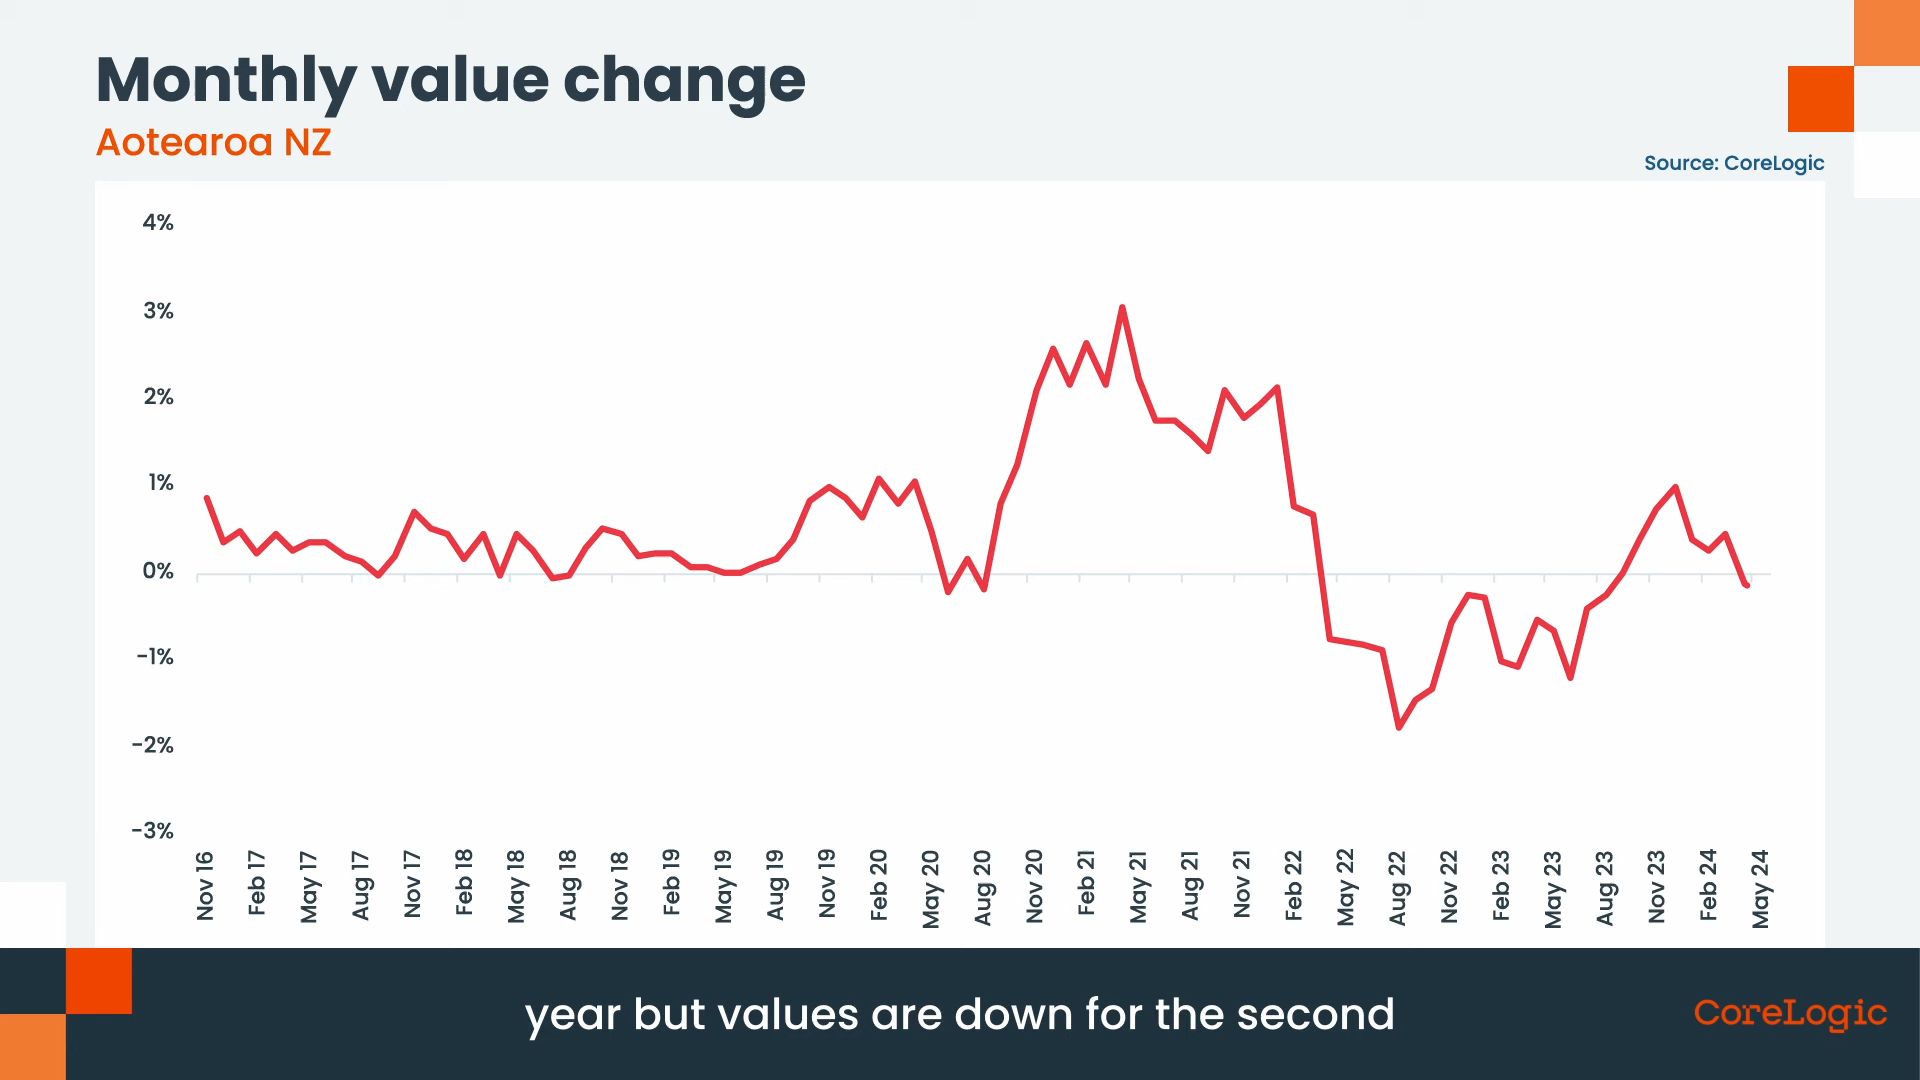 Monthly value change
Aotearoa NZ
Source: CoreLogic
4%
3%
2%
1%
0%
-1%
-2%
-3%
Nov 16
Feb 17
May 17
Aug 17
Nov 17
Feb 18
May 18
Aug 18
Nov 18
Feb 19
May 19
Aug 19
Nov 19
Feb 20
May 20
Aug 20
Nov 20
Feb 21
May 21
Aug 21
Nov 21
Feb 22
May 22
Aug 22
Nov 22
Feb 23
May 23
Aug 23
Nov 23
Feb 24
May 24
year but values are down for the second
CoreLogic